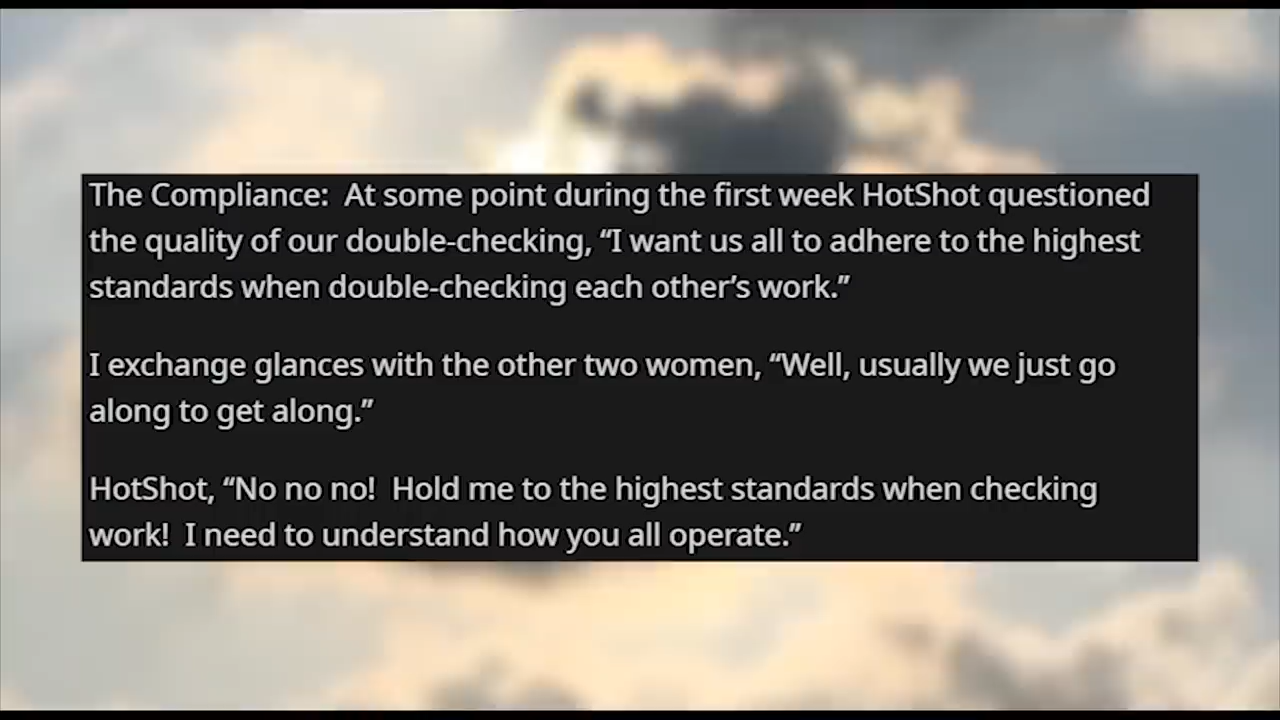 The Compliance:  At some point during the first week HotShot questioned
the quality of our double-checking, “I want us all to adhere to the highest
standards when double-checking each other’s work.”
I exchange glances with the other two women, “Well, usually we just go
along to get along.”
HotShot, “No no no!  Hold me to the highest standards when checking
work!  I need to understand how you all operate.”